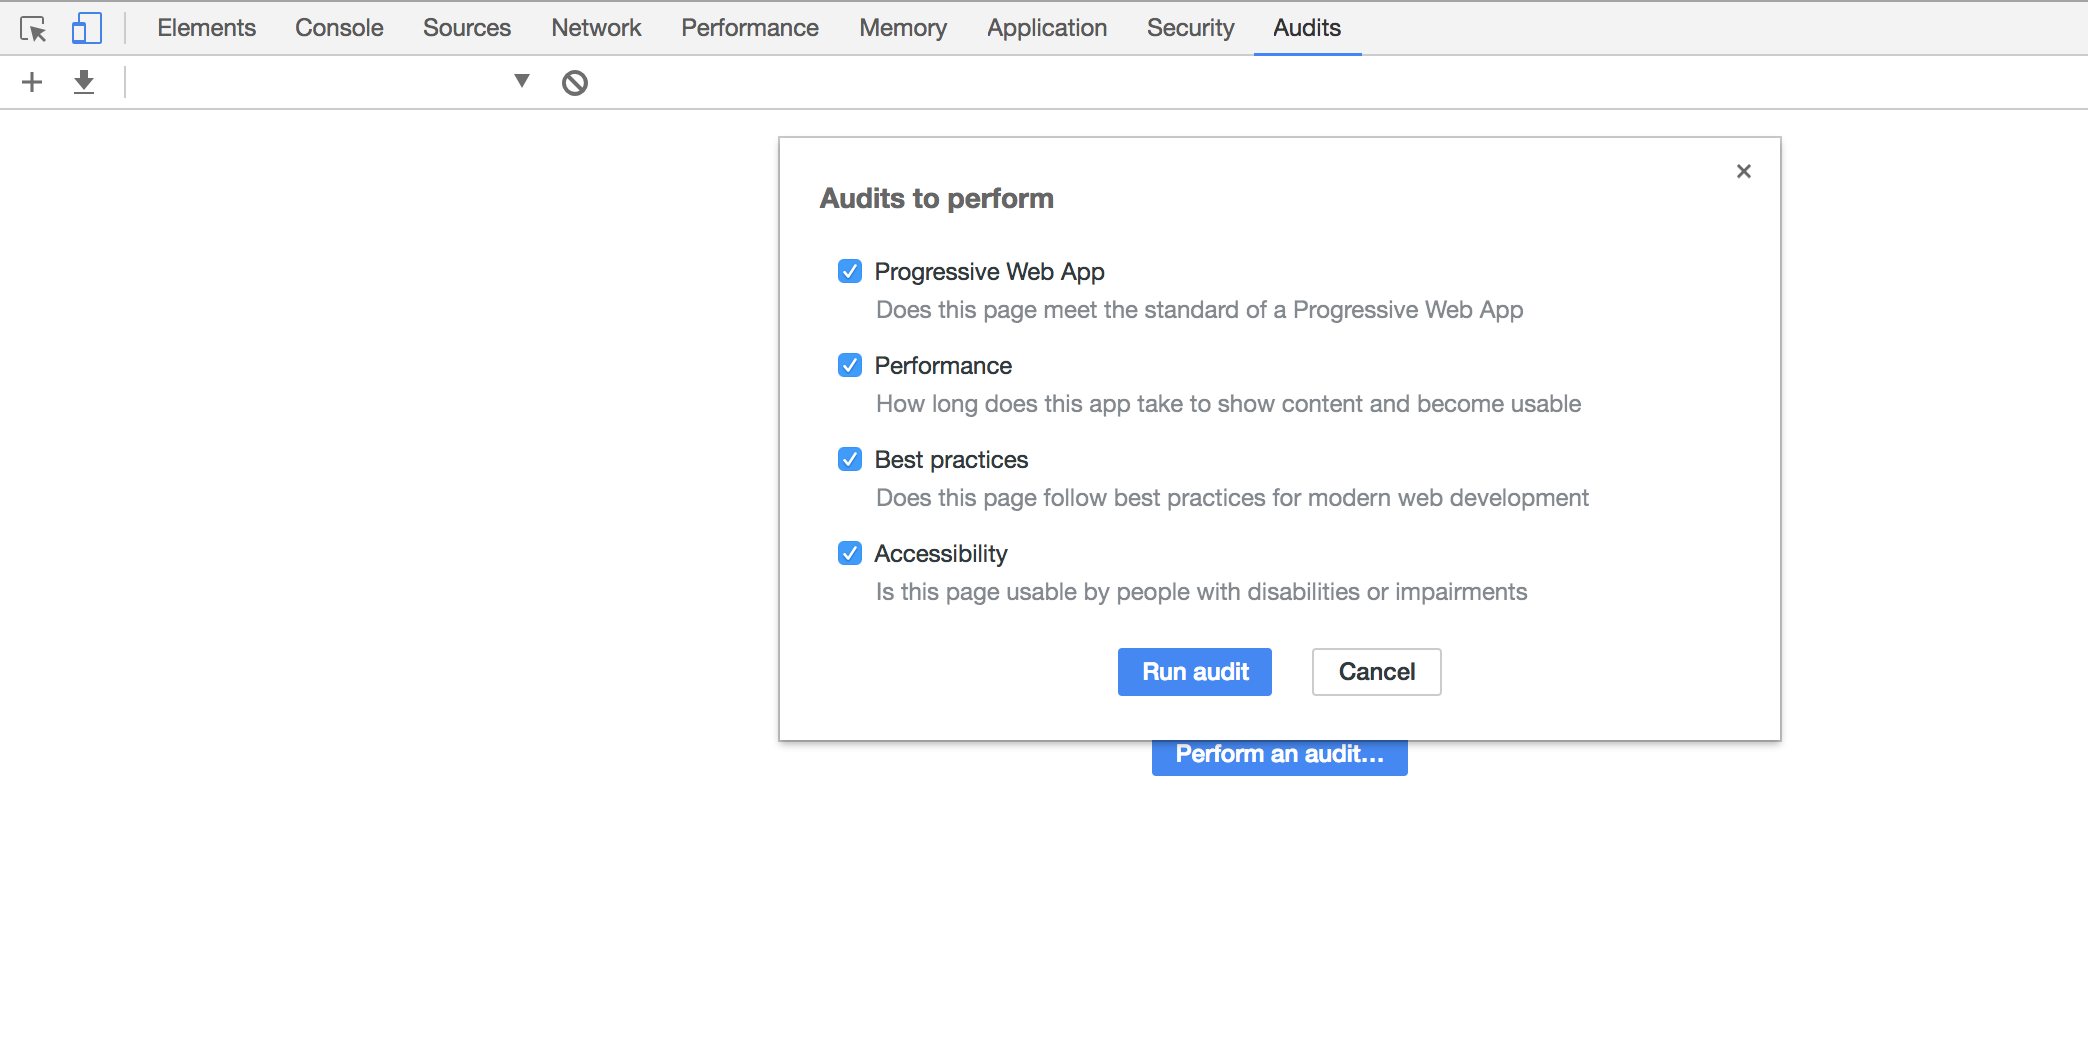 Elements Console Sources Network Performance Memory Application Security Audits
Audits to perform
Progressive Web App
Does this page meet the standard of a Progressive Web App
Performance
How long does this app take to show content and become usable
Best practices
Does this page follow best practices for modern web development
Accessibility
Is this page usable by people with disabilities or impairments
Run audit Cancel
Perform an audit...